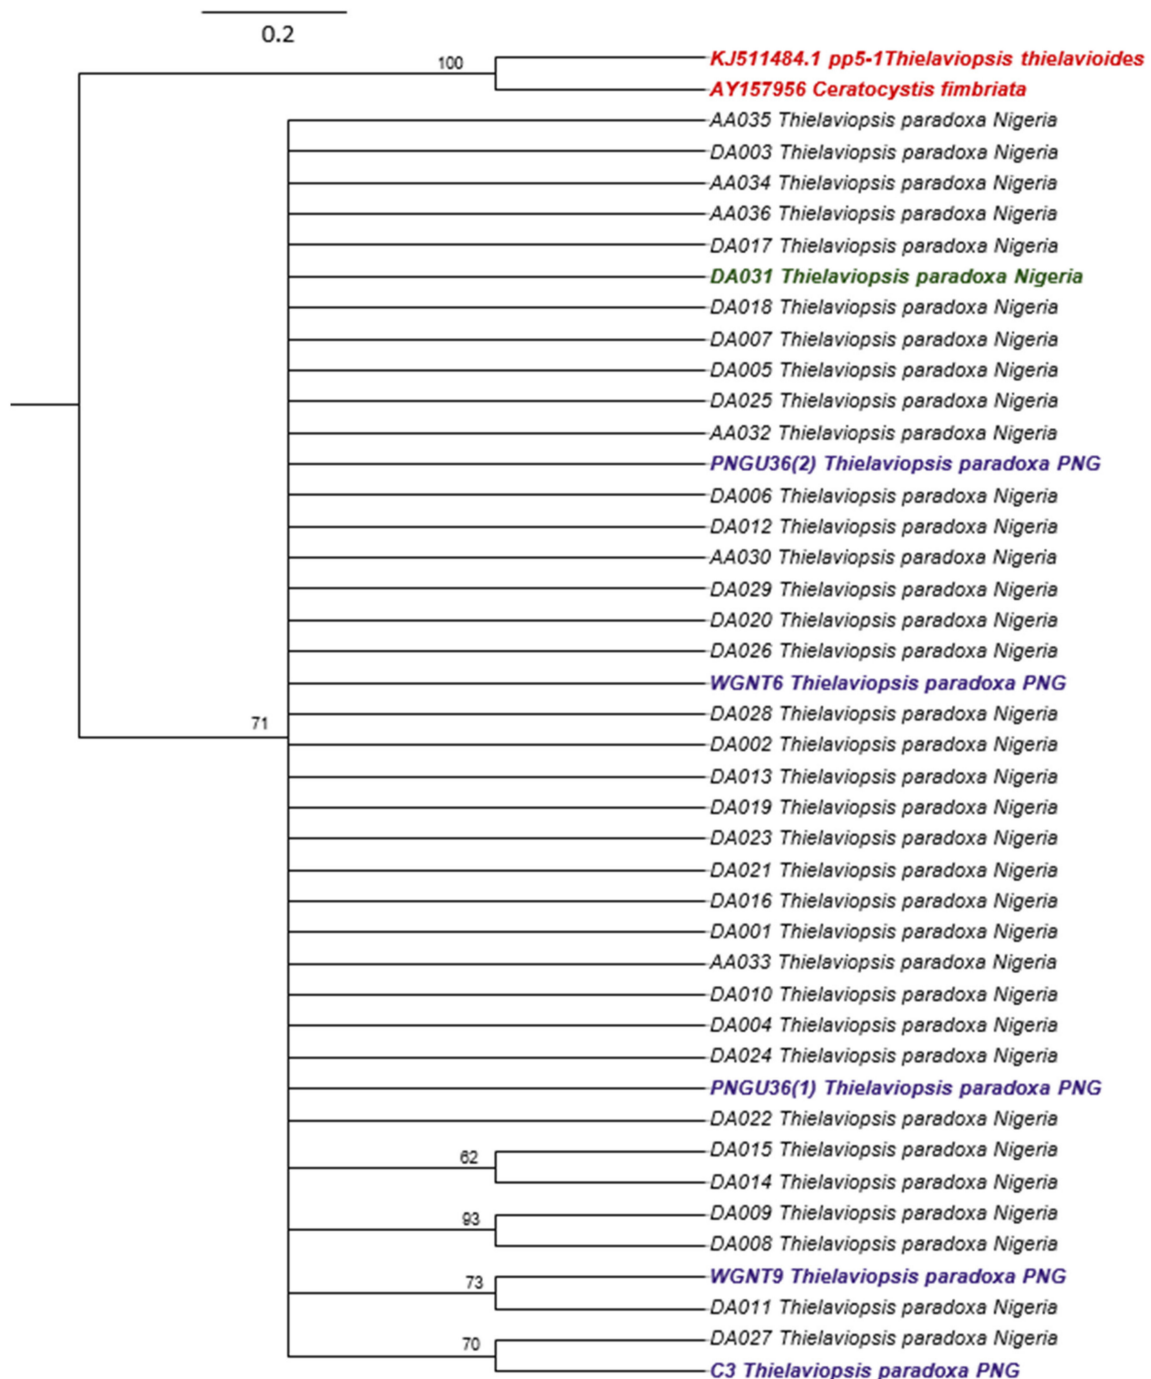 0.2
100
KJ511484.1 pp5-1Thielaviopsis thielavioides
AY157956 Ceratocystis fimbriata
AA035 Thielaviopsis paradoxa Nigeria
DA003 Thielaviopsis paradoxa Nigeria
AA034 Thielaviopsis paradoxa Nigeria
AA036 Thielaviopsis paradoxa Nigeria
DA017 Thielaviopsis paradoxa Nigeria
DA031 Thielaviopsis paradoxa Nigeria
DA018 Thielaviopsis paradoxa Nigeria
DA007 Thielaviopsis paradoxa Nigeria
DA005 Thielaviopsis paradoxa Nigeria
DA025 Thielaviopsis paradoxa Nigeria
AA032 Thielaviopsis paradoxa Nigeria
PNGU36(2) Thielaviopsis paradoxa PNG
DA006 Thielaviopsis paradoxa Nigeria
DA012 Thielaviopsis paradoxa Nigeria
AA030 Thielaviopsis paradoxa Nigeria
DA029 Thielaviopsis paradoxa Nigeria
DA020 Thielaviopsis paradoxa Nigeria
DA026 Thielaviopsis paradoxa Nigeria
WGNT6 Thielaviopsis paradoxa PNG
DA028 Thielaviopsis paradoxa Nigeria
71
DA002 Thielaviopsis paradoxa Nigeria
DA013 Thielaviopsis paradoxa Nigeria
DA019 Thielaviopsis paradoxa Nigeria
DA023 Thielaviopsis paradoxa Nigeria
DA021 Thielaviopsis paradoxa Nigeria
DA016 Thielaviopsis paradoxa Nigeria
DA001 Thielaviopsis paradoxa Nigeria
AA033 Thielaviopsis paradoxa Nigeria
DA010 Thielaviopsis paradoxa Nigeria
DA004 Thielaviopsis paradoxa Nigeria
DA024 Thielaviopsis paradoxa Nigeria
PNGU36(1) Thielaviopsis paradoxa PNG
DA022 Thielaviopsis paradoxa Nigeria
62
DA015 Thielaviopsis paradoxa Nigeria
DA014 Thielaviopsis paradoxa Nigeria
93
DA009 Thielaviopsis paradoxa Nigeria
DA008 Thielaviopsis paradoxa Nigeria
73
WGNT9 Thielaviopsis paradoxa PNG
DA011 Thielaviopsis paradoxa Nigeria
70
DA027 Thielaviopsis paradoxa Nigeria
C3 Thielaviopsis paradoxa PNG